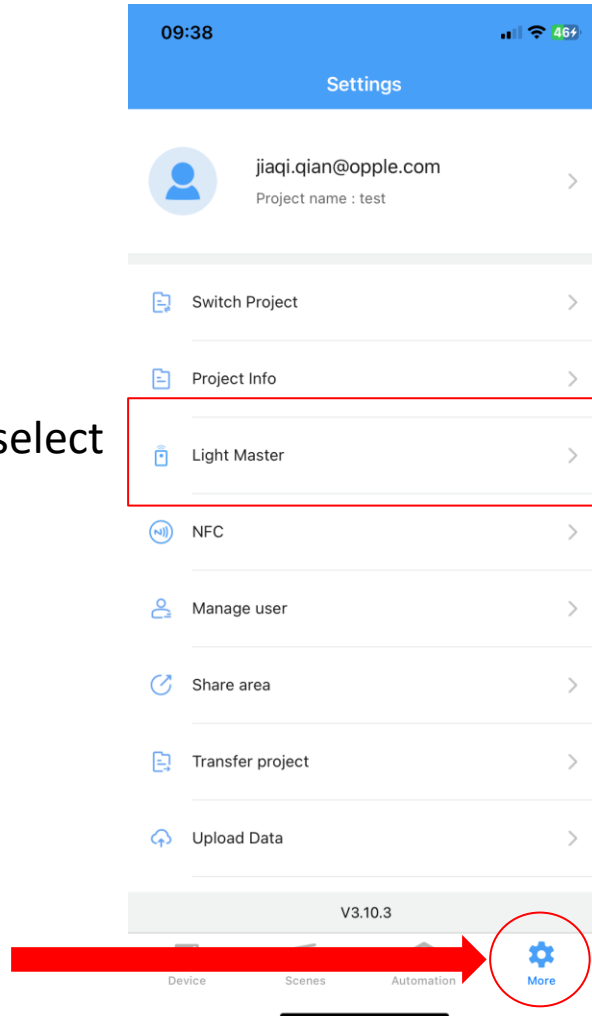 09:38
46
Settings
jiaqi.qian@opple.com
Project name : test
Switch Project
Project Info
select
Light Master
NFC
Manage user
Share area
Transfer project
Upload Data
V3.10.3
Device Scenes Automation More